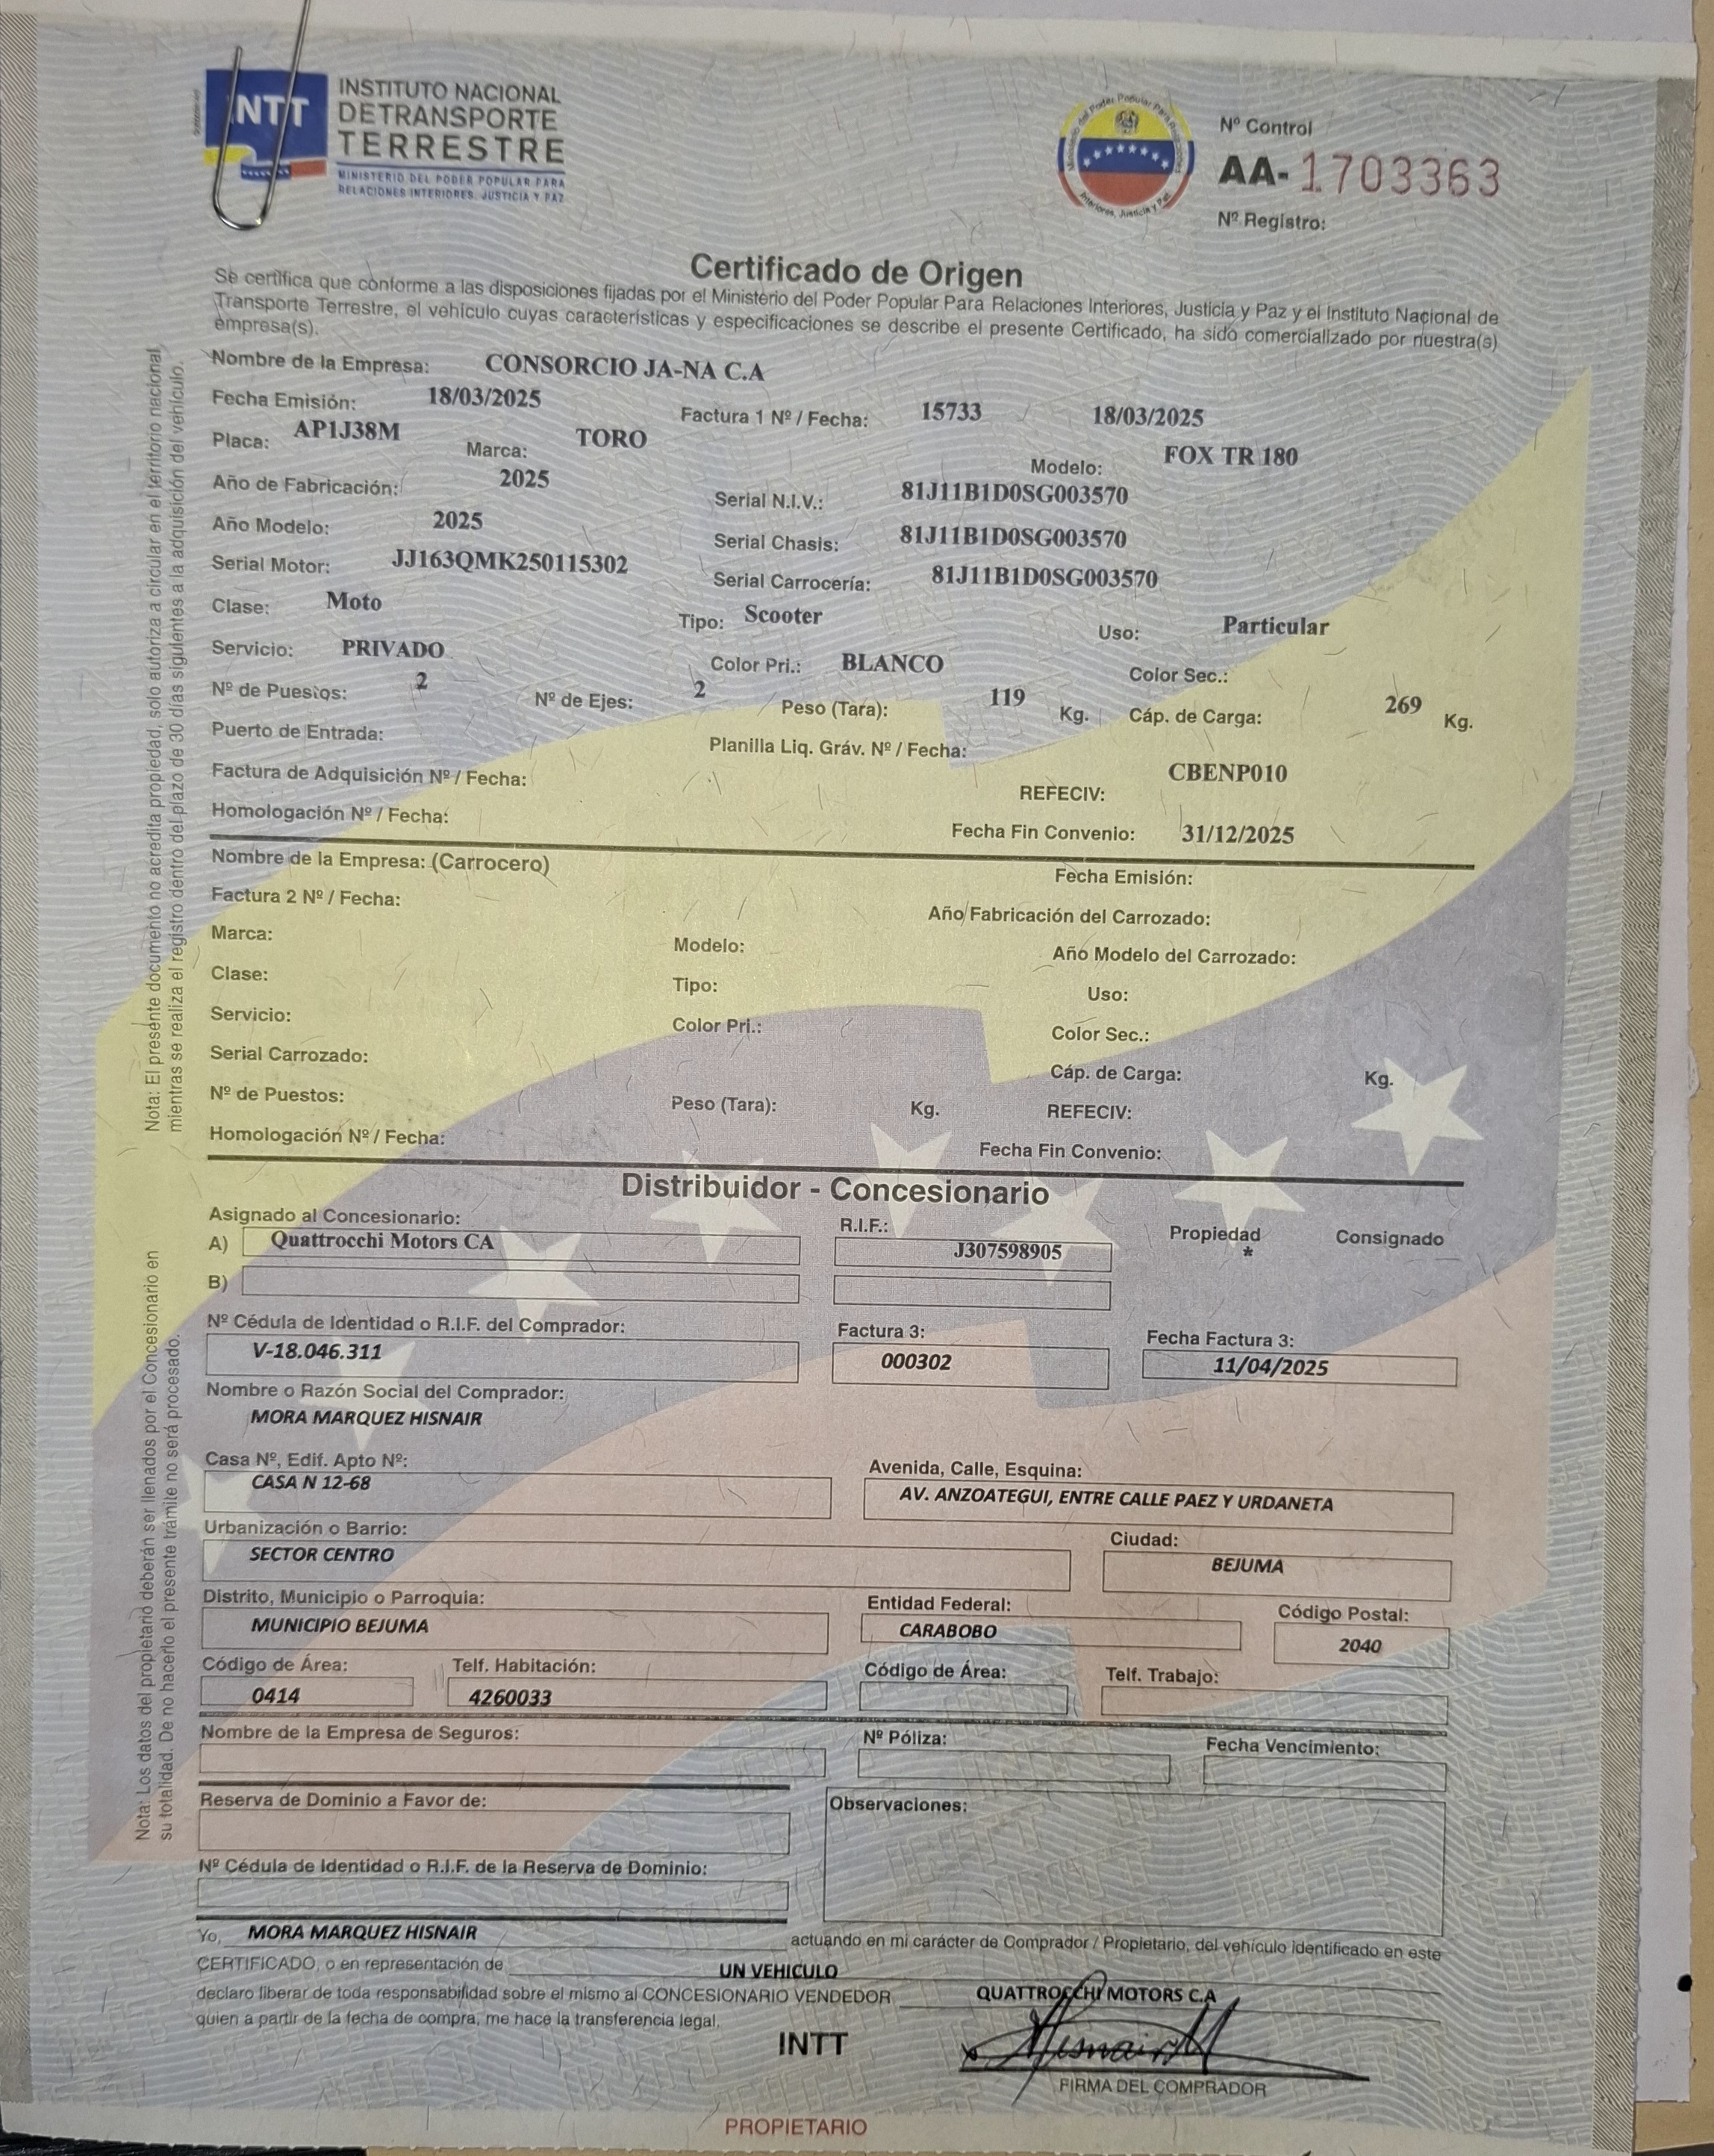 INTT
INSTITUTO NACIONAL
DETRANSPORTE
TERRESTRE
MINISTERIO DEL PODER POPULAR PARA
RELACIONES INTERIORES, JUSTICIA Y PAZ
Nº Control
AA-1703363
Nº Registro:
Certificado de Origen
Se certifica que conforme a las disposiciones fijadas por el Ministerio del Poder Popular Para Relaciones Interiores, Justicia y Paz y el Instituto Nacional de
Transporte Terrestre, el vehículo cuyas características y especificaciones se describe el presente Certificado, ha sido comercializado por nuestra(s)
empresa(s).
Nombre de la Empresa: CONSORCIO JA-NA C.A
Fecha Emisión: 18/03/2025 Factura 1 Nº / Fecha: 15733 / 18/03/2025
Placa: AP1J38M Marca: TORO Modelo: FOX TR 180
Año de Fabricación: 2025 Serial N.I.V.: 81J11B1D0SG003570
Año Modelo: 2025 Serial Chasis: 81J11B1D0SG003570
Serial Motor: JJ163QMK250115302 Serial Carrocería: 81J11B1D0SG003570
Clase: Moto Tipo: Scooter Uso: Particular
Servicio: PRIVADO Color Pri.: BLANCO Color Sec.:
Nº de Puestos: 2 Nº de Ejes: 2 Peso (Tara): 119 Kg. Cáp. de Carga: 269 Kg.
Puerto de Entrada: Planilla Liq. Gráv. Nº / Fecha:
Factura de Adquisición Nº / Fecha: REFECIV: CBENP010
Homologación Nº / Fecha: Fecha Fin Convenio: 31/12/2025
Nombre de la Empresa: (Carrocero) Fecha Emisión:
Factura 2 Nº / Fecha: Año Fabricación del Carrozado:
Marca: Modelo: Año Modelo del Carrozado:
Clase: Tipo: Uso:
Servicio: Color Pri.: Color Sec.:
Serial Carrozado: Cáp. de Carga: Kg.
Nº de Puestos: Peso (Tara): Kg. REFECIV:
Homologación Nº / Fecha: Fecha Fin Convenio:
Nota: El presente documento no acredita propiedad, solo autoriza a circular en el territorio nacional
mientras se realiza el registro dentro del plazo de 30 días siguientes a la adquisición del vehículo.
Distribuidor - Concesionario
Asignado al Concesionario: R.I.F.: Propiedad Consignado
A) Quattrocchi Motors CA J307598905 *
B)
Nº Cédula de Identidad o R.I.F. del Comprador: Factura 3: Fecha Factura 3:
V-18.046.311 000302 11/04/2025
Nombre o Razón Social del Comprador:
MORA MARQUEZ HISNAIR
Casa Nº, Edif. Apto Nº: Avenida, Calle, Esquina:
CASA N 12-68 AV. ANZOATEGUI, ENTRE CALLE PAEZ Y URDANETA
Urbanización o Barrio: Ciudad:
SECTOR CENTRO BEJUMA
Distrito, Municipio o Parroquia: Entidad Federal: Código Postal:
MUNICIPIO BEJUMA CARABOBO 2040
Código de Área: Telf. Habitación: Código de Área: Telf. Trabajo:
0414 4260033
Nombre de la Empresa de Seguros: Nº Póliza: Fecha Vencimiento:
Reserva de Dominio a Favor de: Observaciones:
Nº Cédula de Identidad o R.I.F. de la Reserva de Dominio:
Nota: Los datos del propietario deberán ser llenados por el Concesionario en
su totalidad. De no hacerlo el presente trámite no será procesado.
Yo, MORA MARQUEZ HISNAIR actuando en mi carácter de Comprador / Propietario, del vehículo identificado en este
CERTIFICADO, o en representación de UN VEHICULO
declaro liberar de toda responsabilidad sobre el mismo al CONCESIONARIO VENDEDOR QUATTROCCHI MOTORS C.A
quien a partir de la fecha de compra, me hace la transferencia legal.
INTT
Hisnair M
FIRMA DEL COMPRADOR
PROPIETARIO